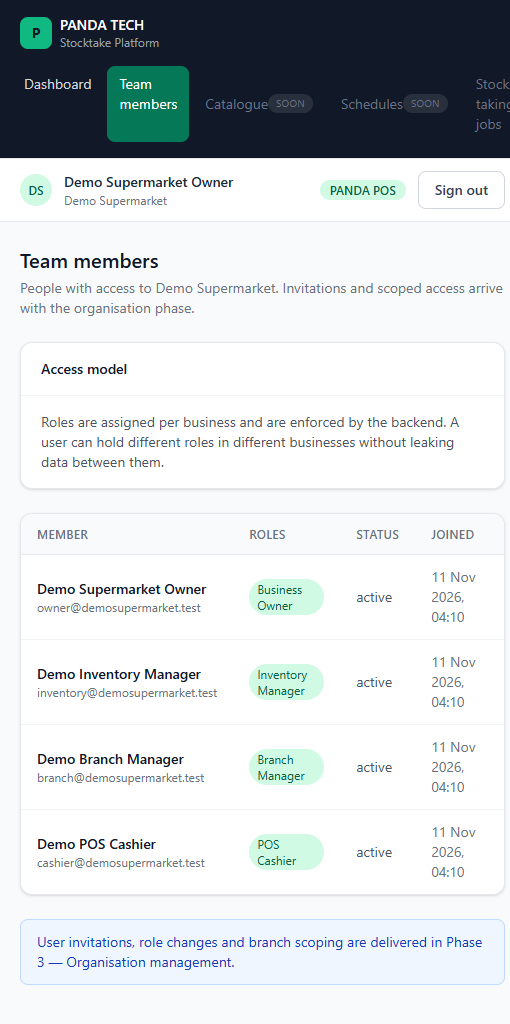 P
PANDA TECH
Stocktake Platform
Dashboard
Team
members
Catalogue SOON
Schedules SOON
Stock
taking
jobs
DS
Demo Supermarket Owner
Demo Supermarket
PANDA POS
Sign out
Team members
People with access to Demo Supermarket. Invitations and scoped access arrive
with the organisation phase.
Access model
Roles are assigned per business and are enforced by the backend. A
user can hold different roles in different businesses without leaking
data between them.
MEMBER ROLES STATUS JOINED
Demo Supermarket Owner
owner@demosupermarket.test
Business
Owner
active
11 Nov
2026,
04:10
Demo Inventory Manager
inventory@demosupermarket.test
Inventory
Manager
active
11 Nov
2026,
04:10
Demo Branch Manager
branch@demosupermarket.test
Branch
Manager
active
11 Nov
2026,
04:10
Demo POS Cashier
cashier@demosupermarket.test
POS
Cashier
active
11 Nov
2026,
04:10
User invitations, role changes and branch scoping are delivered in Phase
3 — Organisation management.